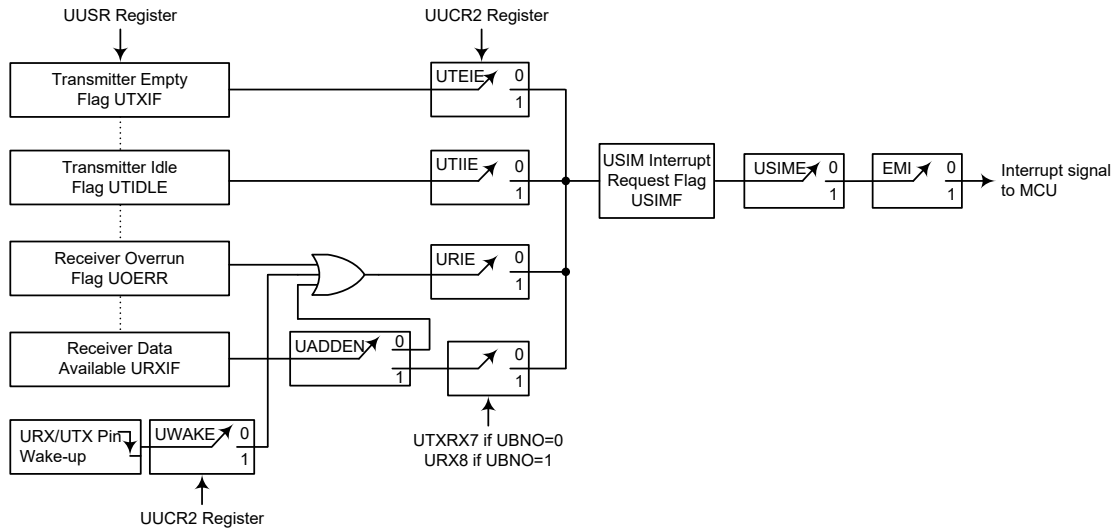 UUSR Register
UUCR2 Register
Transmitter Empty
Flag UTXIF
UTEIE
0
1
Transmitter Idle
Flag UTIDLE
UTIIE
0
1
USIM Interrupt
Request Flag
USIMF
USIME
0
1
EMI
0
1
Interrupt signal
to MCU
Receiver Overrun
Flag UOERR
URIE
0
1
Receiver Data
Available URXIF
UADDEN
0
1
0
1
URX/UTX Pin
Wake-up
UWAKE
0
1
UTXRX7 if UBNO=0
URX8 if UBNO=1
UUCR2 Register